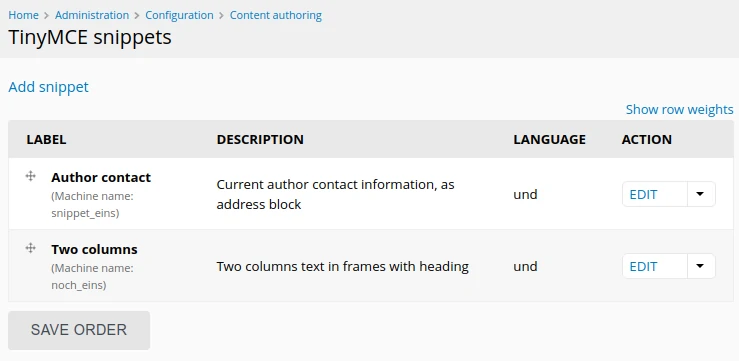 Home > Administration > Configuration > Content authoring
TinyMCE snippets
Add snippet
Show row weights
LABEL DESCRIPTION LANGUAGE ACTION
Author contact
(Machine name:
snippet_eins)
Current author contact information, as
address block
und
EDIT
Two columns
(Machine name:
noch_eins)
Two columns text in frames with heading
und
EDIT
SAVE ORDER